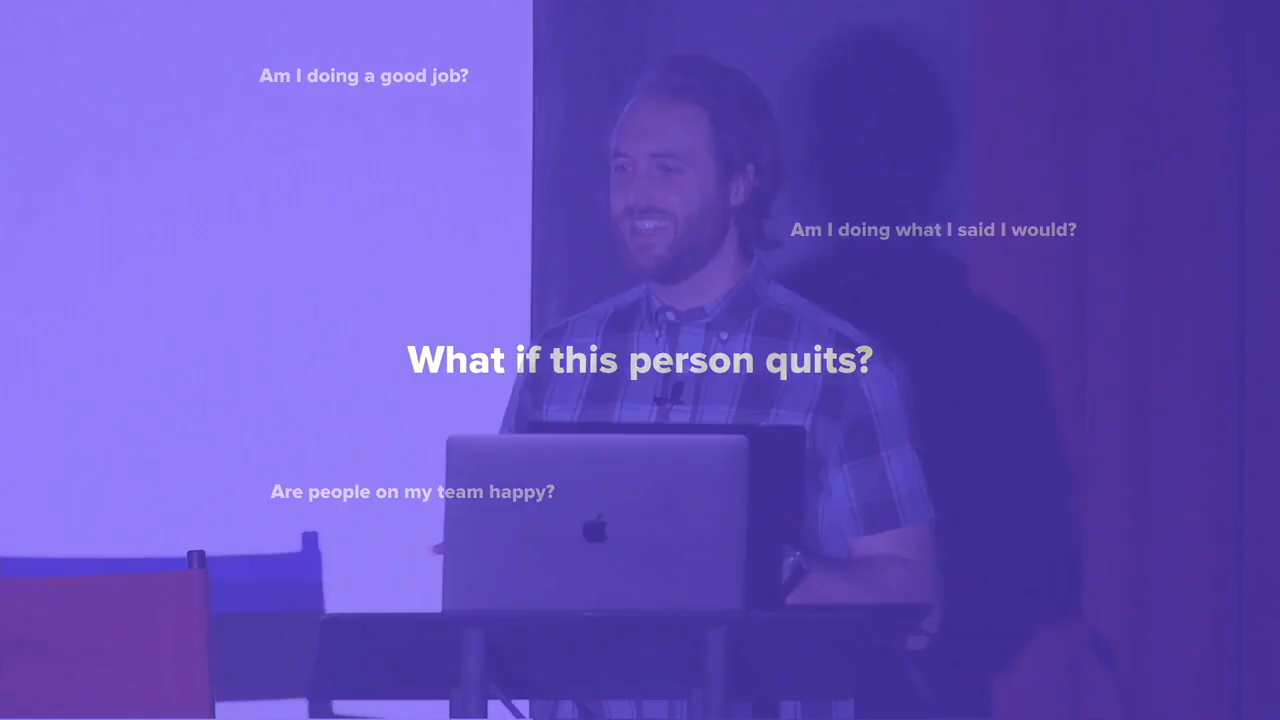 Am I doing a good job?
Am I doing what I said I would?
What if this person quits?
Are people on my team happy?